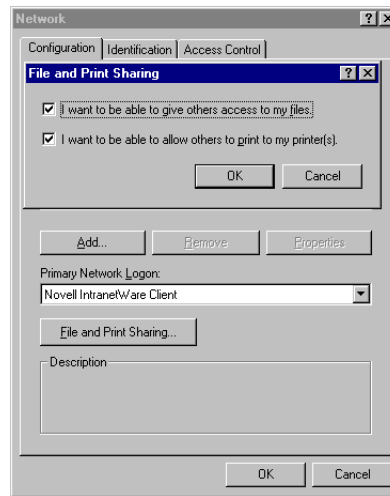 Network
Configuration Identification Access Control
File and Print Sharing
I want to be able to give others access to my files.
I want to be able to allow others to print to my printer(s).
OK Cancel
Add... Remove Properties
Primary Network Logon:
Novell IntranetWare Client
File and Print Sharing...
Description
OK Cancel